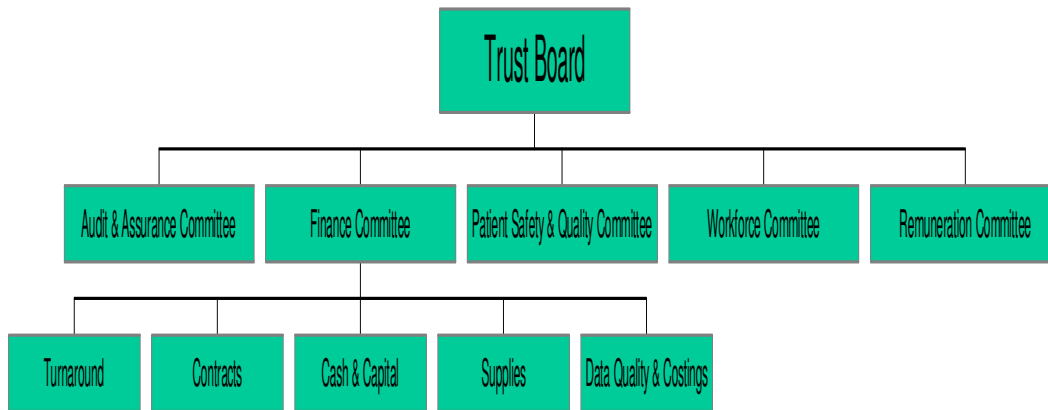 Trust Board
Audit & Assurance Committee
Finance Committee
Patient Safety & Quality Committee
Workforce Committee
Remuneration Committee
Turnaround
Contracts
Cash & Capital
Supplies
Data Quality & Costings